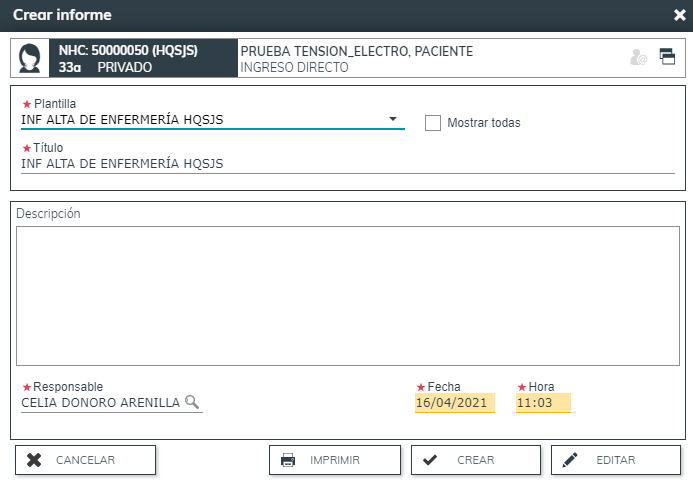 Crear informe
NHC: 50000050 (HQSJS)
PRUEBA TENSION_ELECTRO, PACIENTE
33a PRIVADO
INGRESO DIRECTO
★ Plantilla
INF ALTA DE ENFERMERÍA HQSJS
Mostrar todas
★ Título
INF ALTA DE ENFERMERÍA HQSJS
Descripción
★ Responsable
★ Fecha
★ Hora
CELIA DONORO ARENILLA
16/04/2021
11:03
CANCELAR
IMPRIMIR
CREAR
EDITAR